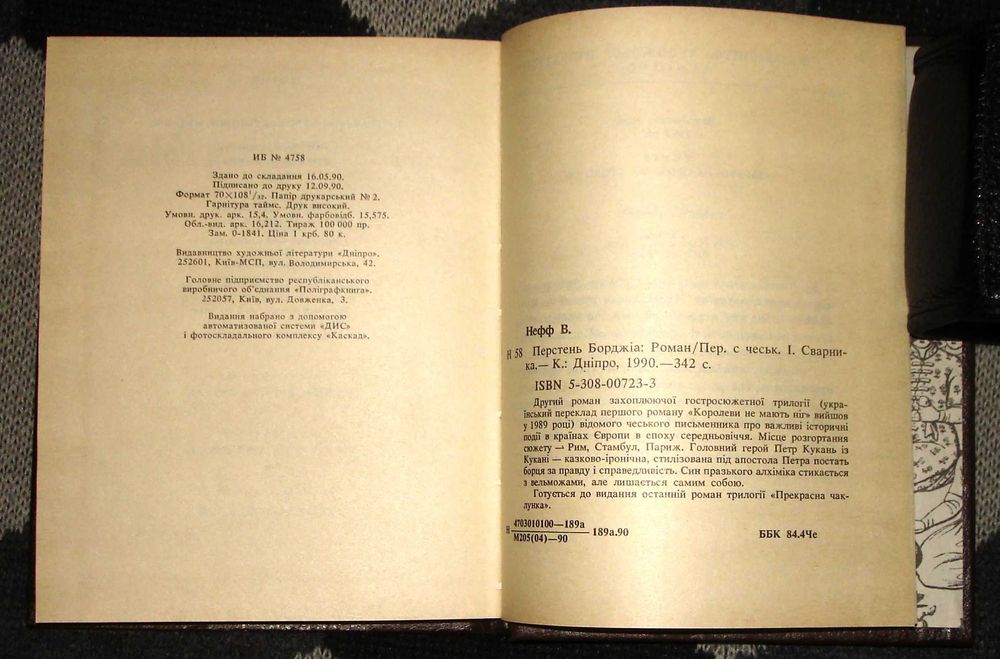 ИБ № 4758
Здано до складання 16.05.90.
Підписано до друку 12.09.90.
Формат 70×108¹/₃₂. Папір друкарський № 2.
Гарнітура таймс. Друк високий.
Умовн. друк. арк. 15,4. Умовн. фарбовідб. 15,575.
Обл.-вид. арк. 16,212. Тираж 100 000 пр.
Зам. 0-1841. Ціна 1 крб. 80 к.
Видавництво художньої літератури «Дніпро».
252601, Київ-МСП, вул. Володимирська, 42.
Головне підприємство республіканського
виробничого об'єднання «Поліграфкнига».
252057, Київ, вул. Довженка, 3.
Видання набрано з допомогою
автоматизованої системи «ДИС»
і фотоскладального комплексу «Каскад».
Нефф В.
Н 58 Перстень Борджіа: Роман/Пер. с чеськ. І. Сварни-
ка.— К.: Дніпро, 1990.—342 с.
ISBN 5-308-00723-3
Другий роман захоплюючої гостросюжетної трилогії (укра-
їнський переклад першого роману «Королеви не мають ніг» вийшов
у 1989 році) відомого чеського письменника про важливі історичні
події в країнах Європи в епоху середньовіччя. Місце розгортання
сюжету — Рим, Стамбул, Париж. Головний герой Петр Кукань із
Кукані — казково-іронічна, стилізована під апостола Петра постать
борця за правду і справедливість. Син празького алхіміка стикається
з вельможами, але лишається самим собою.
Готується до видання останній роман трилогії «Прекрасна чак-
лунка».
Н 4703010100—189а
М205(04)—90 189а.90
ББК 84.4Че